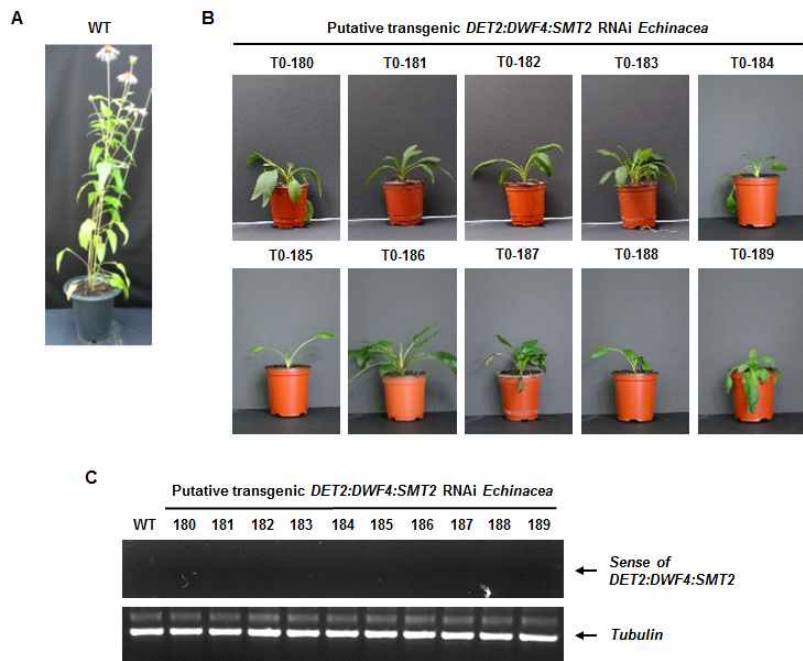 A
WT
B
Putative transgenic DET2:DWF4:SMT2 RNAi Echinacea
T0-180 T0-181 T0-182 T0-183 T0-184
T0-185 T0-186 T0-187 T0-188 T0-189
C
Putative transgenic DET2:DWF4:SMT2 RNAi Echinacea
WT 180 181 182 183 184 185 186 187 188 189
Sense of
DET2:DWF4:SMT2
Tubulin